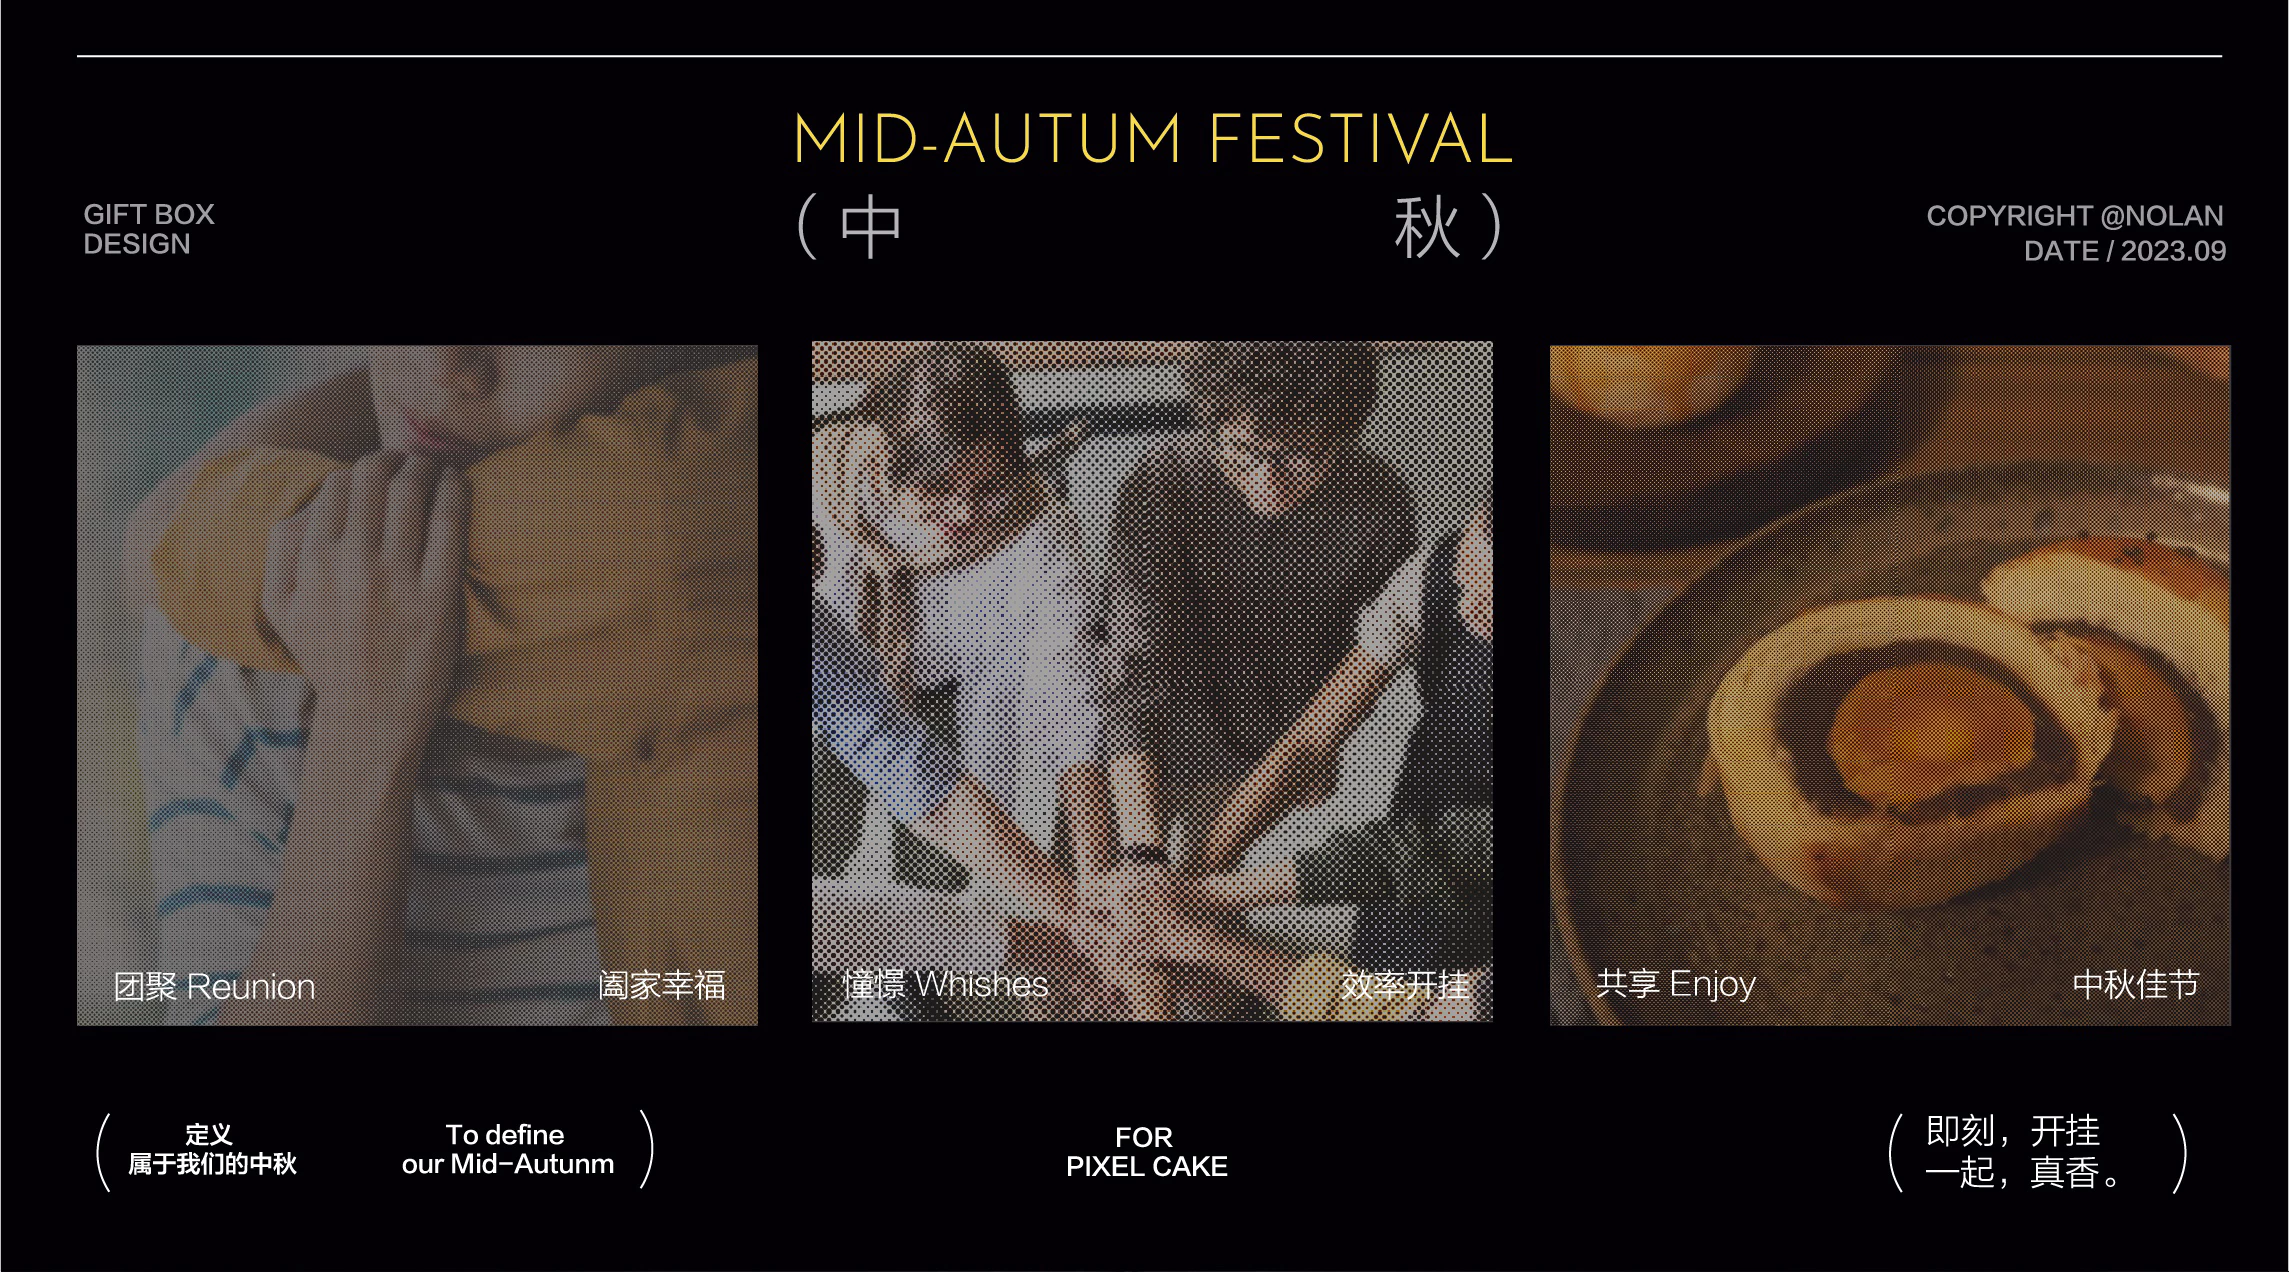 MID-AUTUM FESTIVAL
（中 秋）
GIFT BOX
DESIGN
COPYRIGHT @NOLAN
DATE / 2023.09
团聚 Reunion
阖家幸福
憧憬 Whishes
效率开挂
共享 Enjoy
中秋佳节
定义
属于我们的中秋
To define
our Mid-Autunm
FOR
PIXEL CAKE
即刻，开挂
一起，真香。